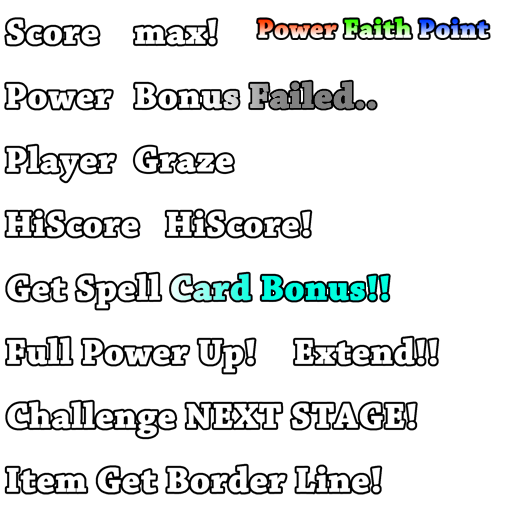 Score max! Power Faith Point
Power Bonus Failed..
Player Graze
HiScore HiScore!
Get Spell Card Bonus!!
Full Power Up! Extend!!
Challenge NEXT STAGE!
Item Get Border Line!